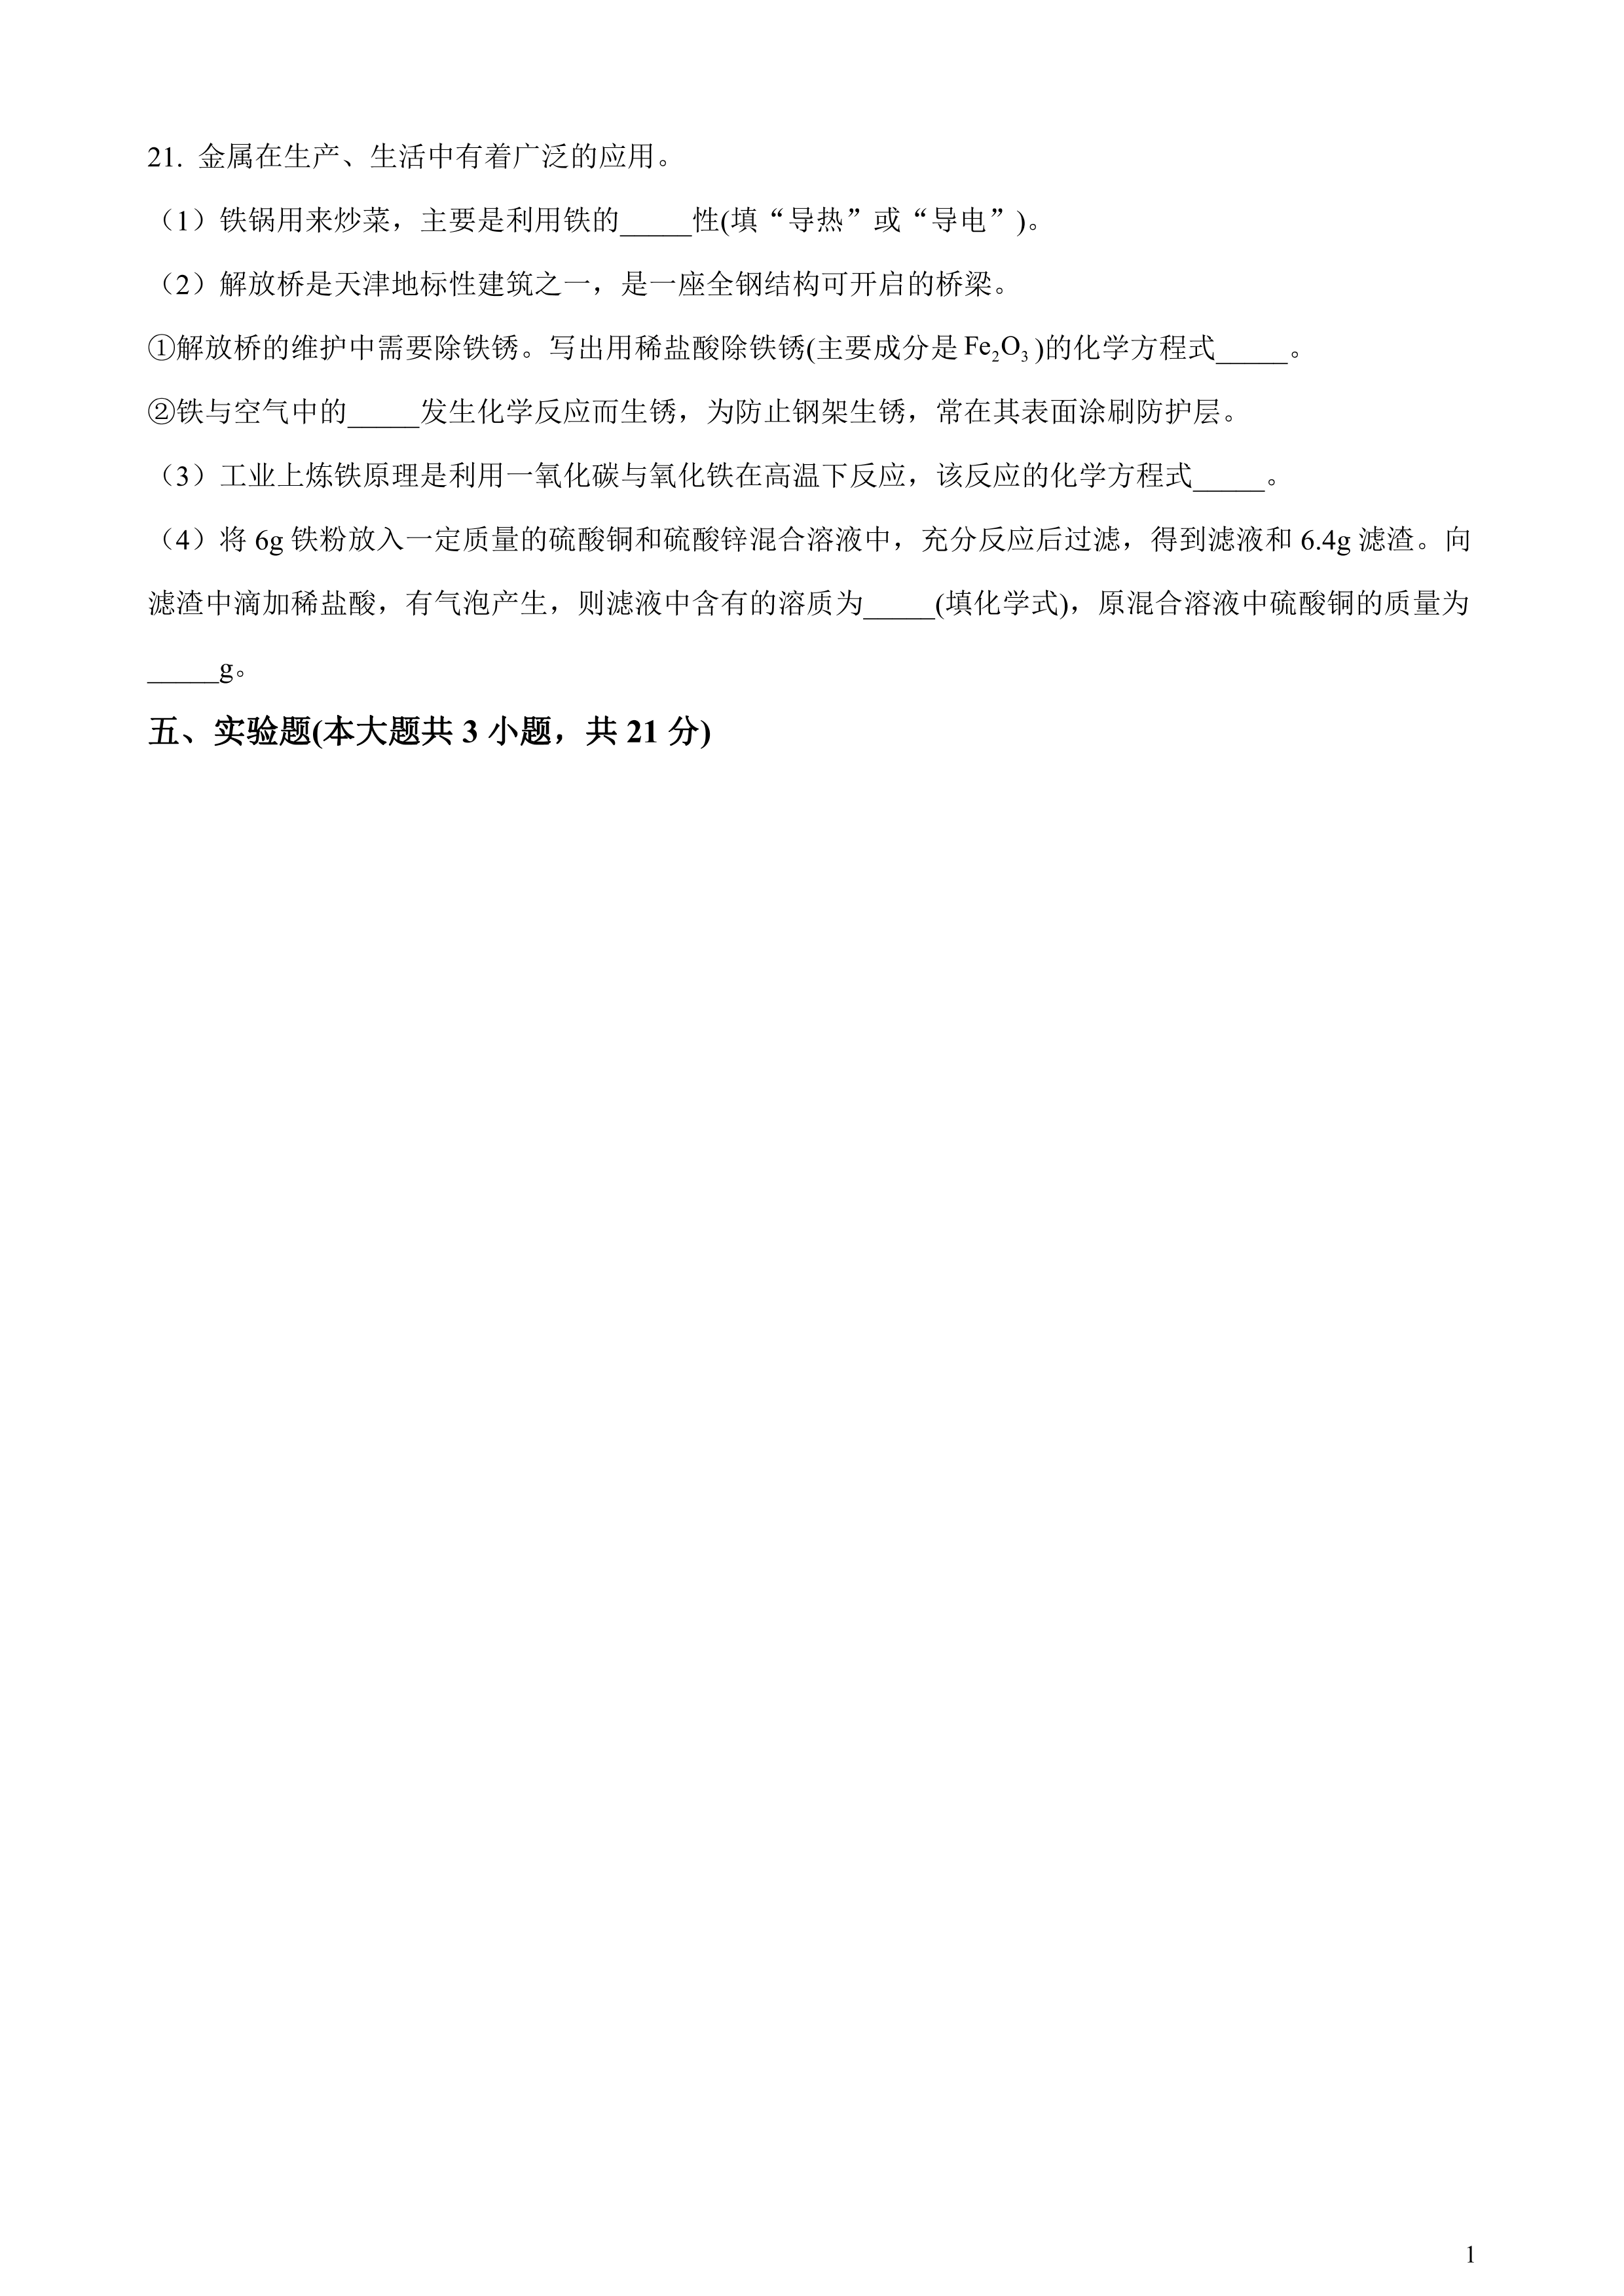 21. 金属在生产、生活中有着广泛的应用。
（1）铁锅用来炒菜，主要是利用铁的_____性(填“导热”或“导电”)。
（2）解放桥是天津地标性建筑之一，是一座全钢结构可开启的桥梁。
①解放桥的维护中需要除铁锈。写出用稀盐酸除铁锈(主要成分是 Fe₂O₃ )的化学方程式_____。
②铁与空气中的_____发生化学反应而生锈，为防止钢架生锈，常在其表面涂刷防护层。
（3）工业上炼铁原理是利用一氧化碳与氧化铁在高温下反应，该反应的化学方程式_____。
（4）将 6g 铁粉放入一定质量的硫酸铜和硫酸锌混合溶液中，充分反应后过滤，得到滤液和 6.4g 滤渣。向
滤渣中滴加稀盐酸，有气泡产生，则滤液中含有的溶质为_____(填化学式)，原混合溶液中硫酸铜的质量为
_____g。
五、实验题(本大题共 3 小题，共 21 分)
1